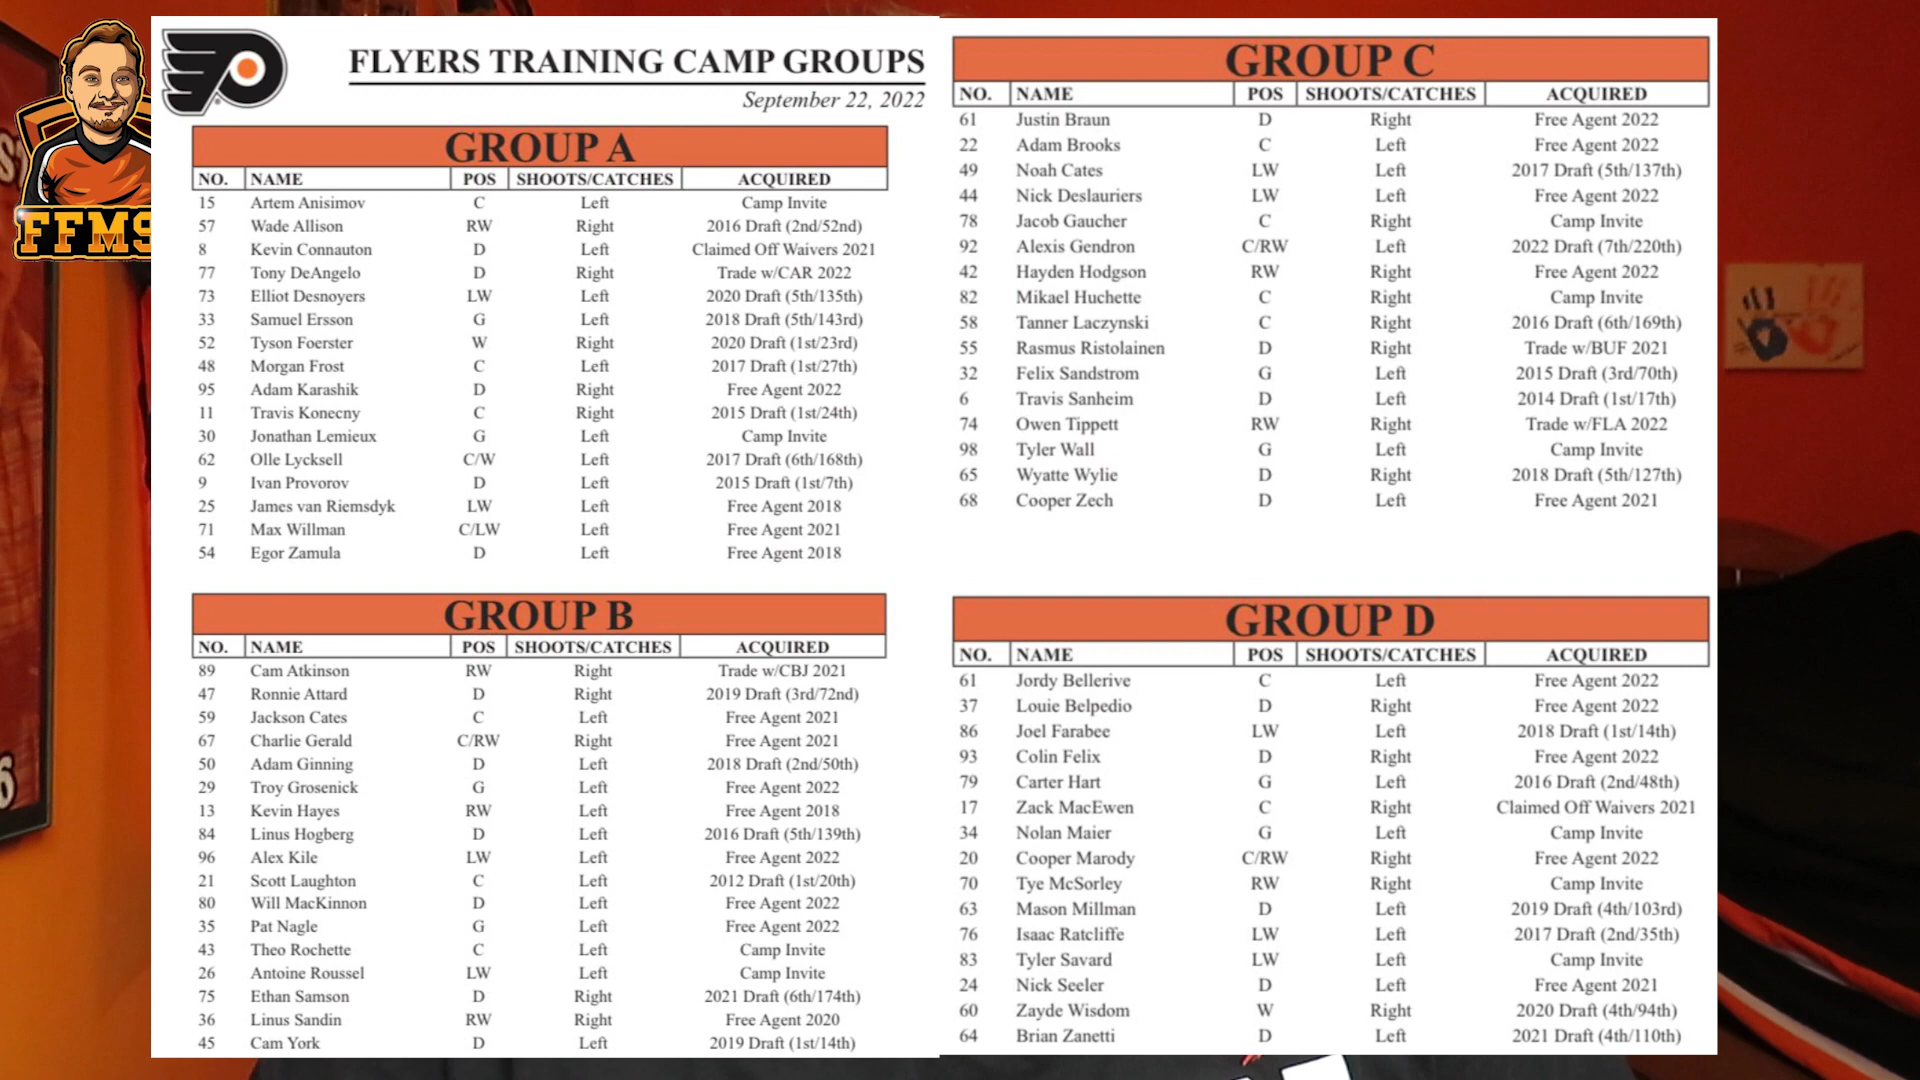 FLYERS TRAINING CAMP GROUPS
September 22, 2022
FFMS
GROUP A
NO. NAME POS SHOOTS/CATCHES ACQUIRED
15 Artem Anisimov C Left Camp Invite
57 Wade Allison RW Right 2016 Draft (2nd/52nd)
8 Kevin Connauton D Left Claimed Off Waivers 2021
77 Tony DeAngelo D Right Trade w/CAR 2022
73 Elliot Desnoyers LW Left 2020 Draft (5th/135th)
33 Samuel Ersson G Left 2018 Draft (5th/143rd)
52 Tyson Foerster W Right 2020 Draft (1st/23rd)
48 Morgan Frost C Left 2017 Draft (1st/27th)
95 Adam Karashik D Right Free Agent 2022
11 Travis Konecny C Right 2015 Draft (1st/24th)
30 Jonathan Lemieux G Left Camp Invite
62 Olle Lycksell C/W Left 2017 Draft (6th/168th)
9 Ivan Provorov D Left 2015 Draft (1st/7th)
25 James van Riemsdyk LW Left Free Agent 2018
71 Max Willman C/LW Left Free Agent 2021
54 Egor Zamula D Left Free Agent 2018
GROUP B
NO. NAME POS SHOOTS/CATCHES ACQUIRED
89 Cam Atkinson RW Right Trade w/CBJ 2021
47 Ronnie Attard D Right 2019 Draft (3rd/72nd)
59 Jackson Cates C Left Free Agent 2021
67 Charlie Gerald C/RW Right Free Agent 2021
50 Adam Ginning D Left 2018 Draft (2nd/50th)
29 Troy Grosenick G Left Free Agent 2022
13 Kevin Hayes RW Left Free Agent 2018
84 Linus Hogberg D Left 2016 Draft (5th/139th)
96 Alex Kile LW Left Free Agent 2022
21 Scott Laughton C Left 2012 Draft (1st/20th)
80 Will MacKinnon D Left Free Agent 2022
35 Pat Nagle G Left Free Agent 2022
43 Theo Rochette C Left Camp Invite
26 Antoine Roussel LW Left Camp Invite
75 Ethan Samson D Right 2021 Draft (6th/174th)
36 Linus Sandin RW Right Free Agent 2020
45 Cam York D Left 2019 Draft (1st/14th)
GROUP C
NO. NAME POS SHOOTS/CATCHES ACQUIRED
61 Justin Braun D Right Free Agent 2022
22 Adam Brooks C Left Free Agent 2022
49 Noah Cates LW Left 2017 Draft (5th/137th)
44 Nick Deslauriers LW Left Free Agent 2022
78 Jacob Gaucher C Right Camp Invite
92 Alexis Gendron C/RW Left 2022 Draft (7th/220th)
42 Hayden Hodgson RW Right Free Agent 2022
82 Mikael Huchette C Right Camp Invite
58 Tanner Laczynski C Right 2016 Draft (6th/169th)
55 Rasmus Ristolainen D Right Trade w/BUF 2021
32 Felix Sandstrom G Left 2015 Draft (3rd/70th)
6 Travis Sanheim D Left 2014 Draft (1st/17th)
74 Owen Tippett RW Right Trade w/FLA 2022
98 Tyler Wall G Left Camp Invite
65 Wyatte Wylie D Right 2018 Draft (5th/127th)
68 Cooper Zech D Left Free Agent 2021
GROUP D
NO. NAME POS SHOOTS/CATCHES ACQUIRED
61 Jordy Bellerive C Left Free Agent 2022
37 Louie Belpedio D Right Free Agent 2022
86 Joel Farabee LW Left 2018 Draft (1st/14th)
93 Colin Felix D Right Free Agent 2022
79 Carter Hart G Left 2016 Draft (2nd/48th)
17 Zack MacEwen C Right Claimed Off Waivers 2021
34 Nolan Maier G Left Camp Invite
20 Cooper Marody C/RW Right Free Agent 2022
70 Tye McSorley RW Right Camp Invite
63 Mason Millman D Left 2019 Draft (4th/103rd)
76 Isaac Ratcliffe LW Left 2017 Draft (2nd/35th)
83 Tyler Savard LW Left Camp Invite
24 Nick Seeler D Left Free Agent 2021
60 Zayde Wisdom W Right 2020 Draft (4th/94th)
64 Brian Zanetti D Left 2021 Draft (4th/110th)